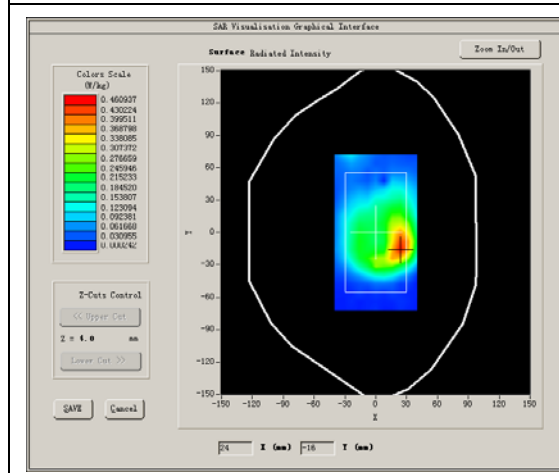 SAR Visualisation Graphical Interface
Surface Radiated Intensity
Zoom In/Out
Colors Scale
(W/kg)
0.460937
0.430224
0.399511
0.368798
0.338085
0.307372
0.276659
0.245946
0.215233
0.184520
0.153807
0.123094
0.092381
0.061668
0.030955
0.000242
150
120
90
60
30
0
-30
-60
-90
-120
-150
Y
-150 -120 -90 -60 -30 0 30 60 90 120 150
X
Z-Cuts Control
<< Upper Cut
Z = 4.0 mm
Lower Cut >>
SAVE Cancel
24 X (mm) -16 Y (mm)